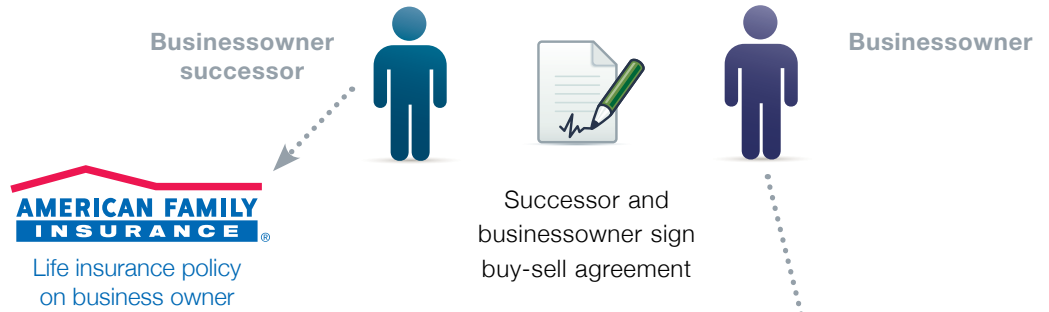 Businessowner
successor
Businessowner
AMERICAN FAMILY
INSURANCE ®
Life insurance policy
on business owner
Successor and
businessowner sign
buy-sell agreement